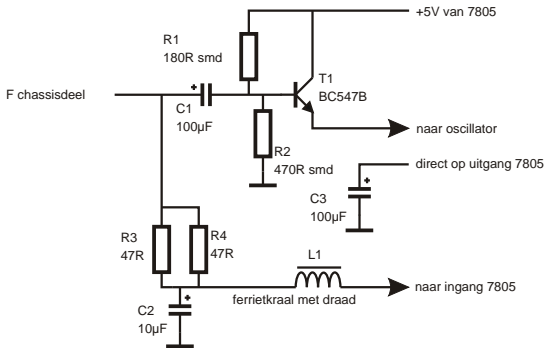 +5V van 7805
R1
180R smd
T1
BC547B
F chassisdeel
+
C1
100µF
naar oscillator
R2
470R smd
direct op uitgang 7805
+
C3
100µF
R3
47R
R4
47R
L1
ferrietkraal met draad
naar ingang 7805
+
C2
10µF